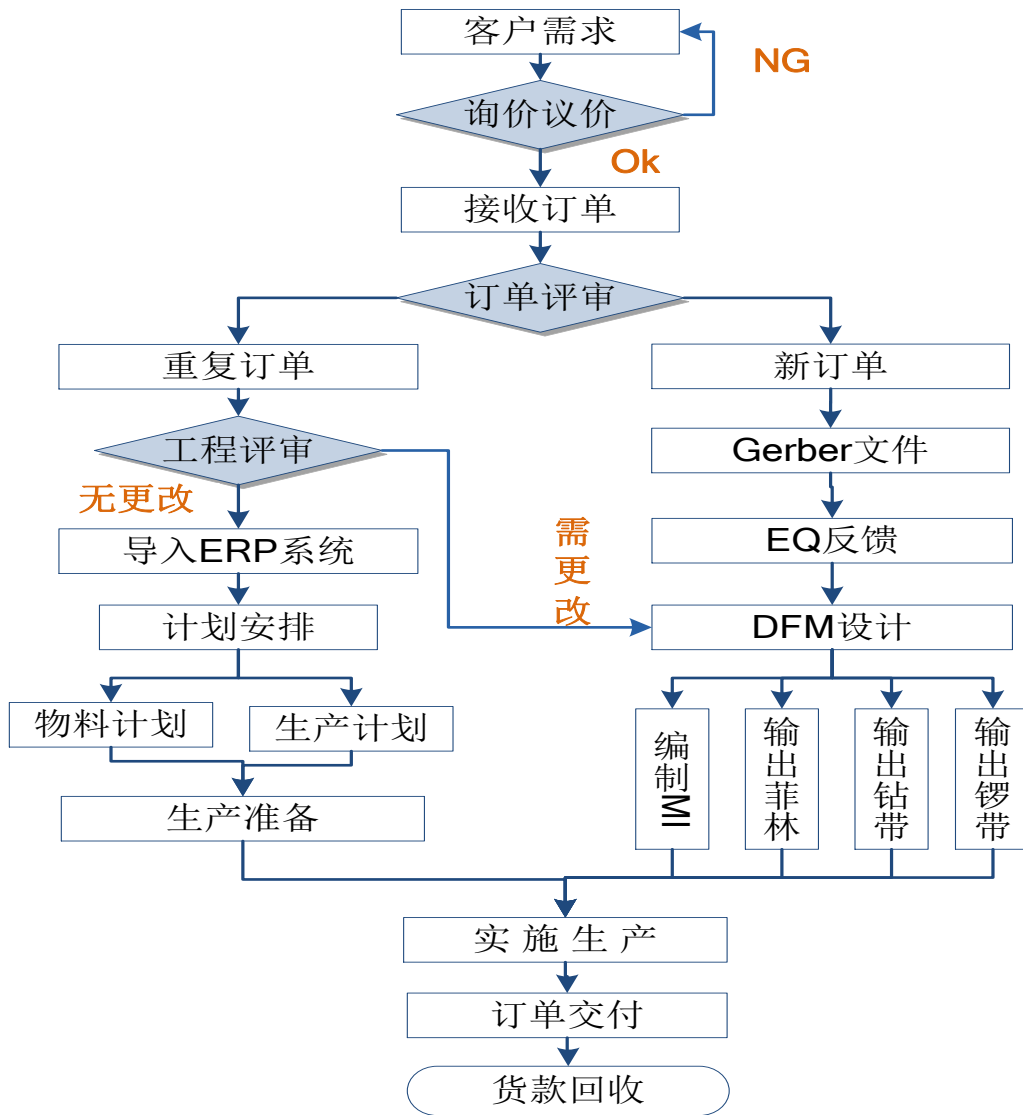 客户需求
NG
询价议价
Ok
接收订单
订单评审
重复订单
新订单
工程评审
Gerber文件
无更改
需更改
导入ERP系统
EQ反馈
计划安排
DFM设计
物料计划
生产计划
编制MI
输出菲林
输出钻带
输出锣带
生产准备
实施生产
订单交付
货款回收